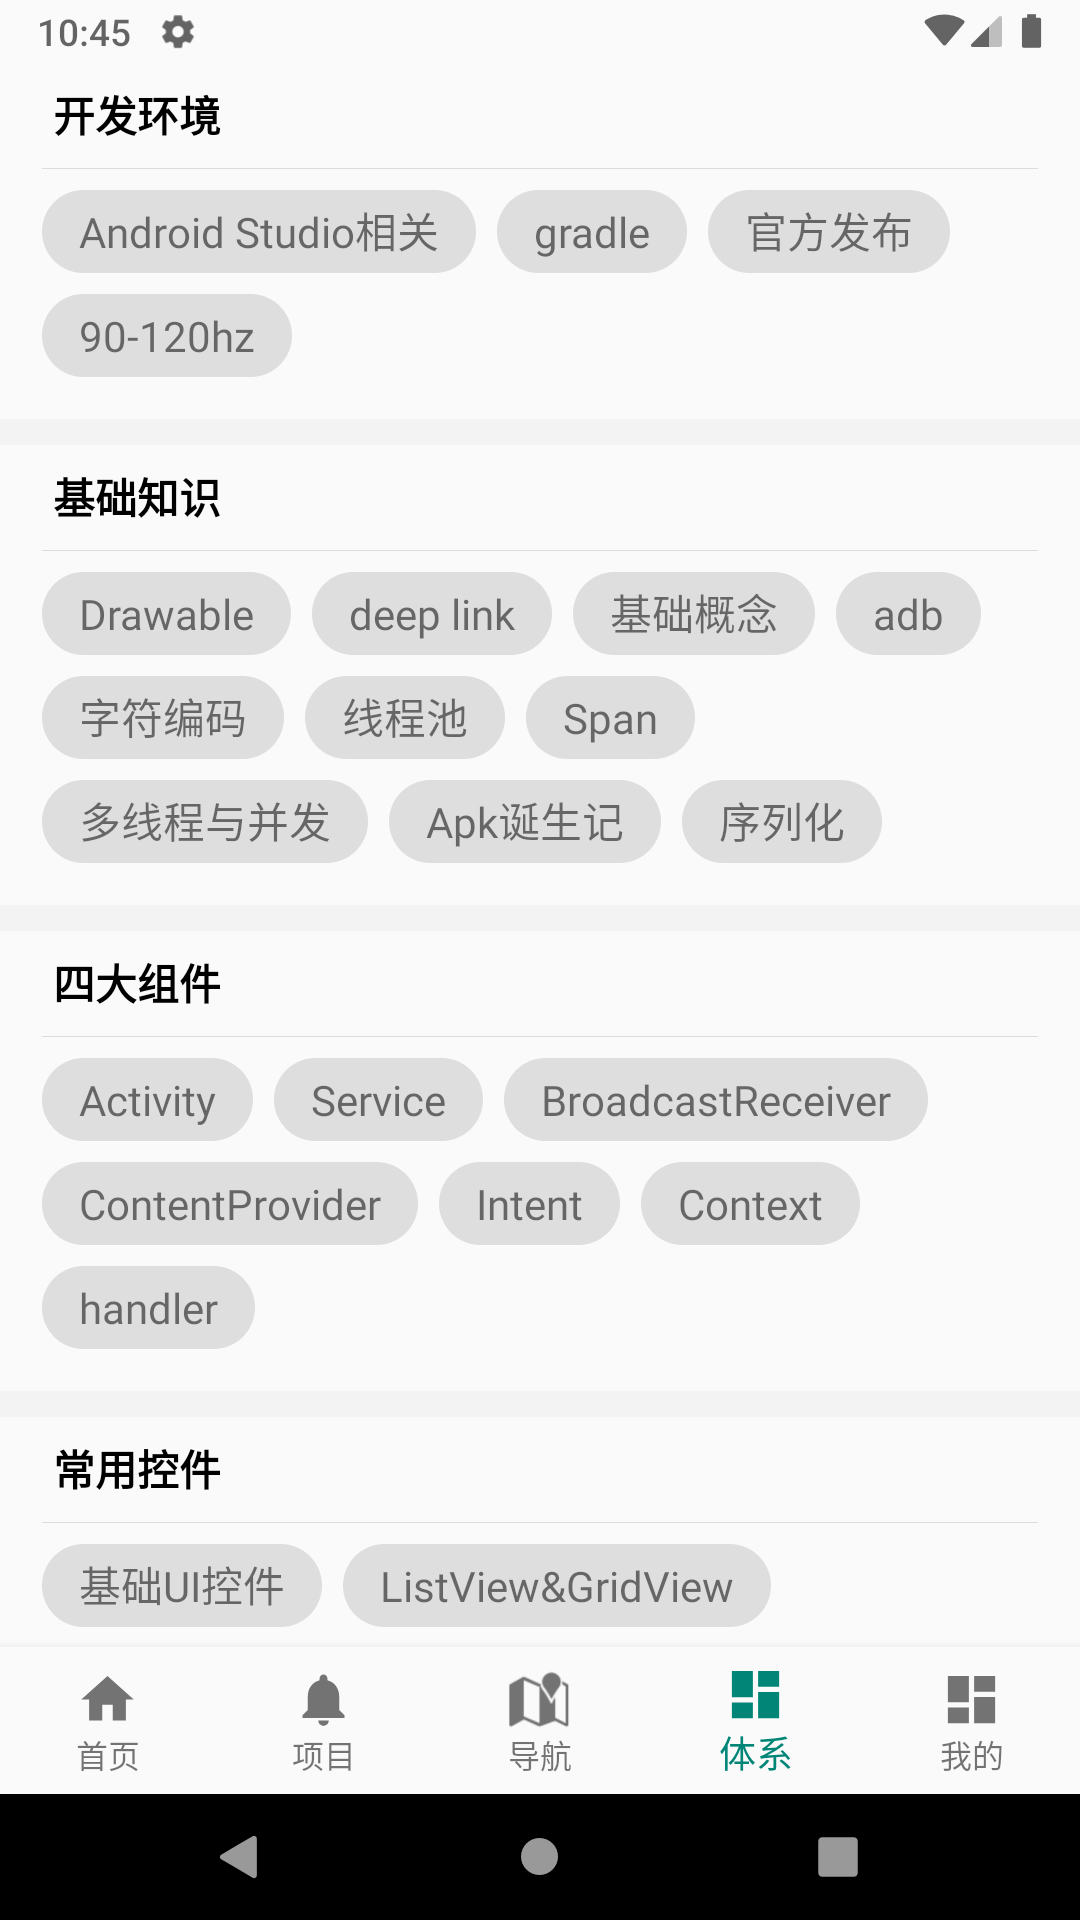 10:45
开发环境
Android Studio相关 gradle 官方发布
90-120hz
基础知识
Drawable deep link 基础概念 adb
字符编码 线程池 Span
多线程与并发 Apk诞生记 序列化
四大组件
Activity Service BroadcastReceiver
ContentProvider Intent Context
handler
常用控件
基础UI控件 ListView&GridView
首页 项目 导航 体系 我的